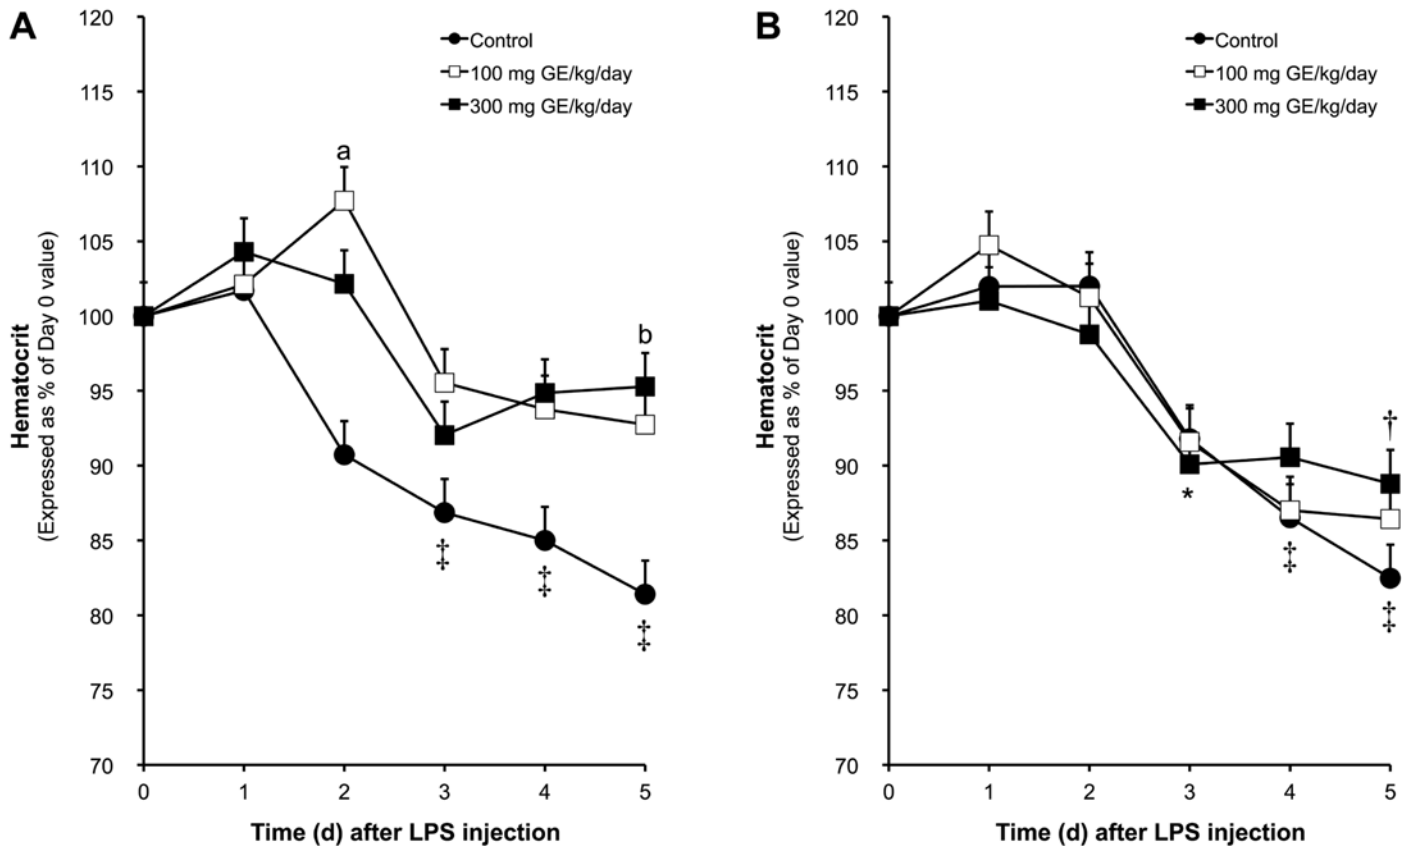 A
Hematocrit
(Expressed as % of Day 0 value)
120
115
110
105
100
95
90
85
80
75
70
Control
100 mg GE/kg/day
300 mg GE/kg/day
a
b
‡
‡
‡
0 1 2 3 4 5
Time (d) after LPS injection
B
Hematocrit
(Expressed as % of Day 0 value)
120
115
110
105
100
95
90
85
80
75
70
Control
100 mg GE/kg/day
300 mg GE/kg/day
†
*
‡
‡
0 1 2 3 4 5
Time (d) after LPS injection